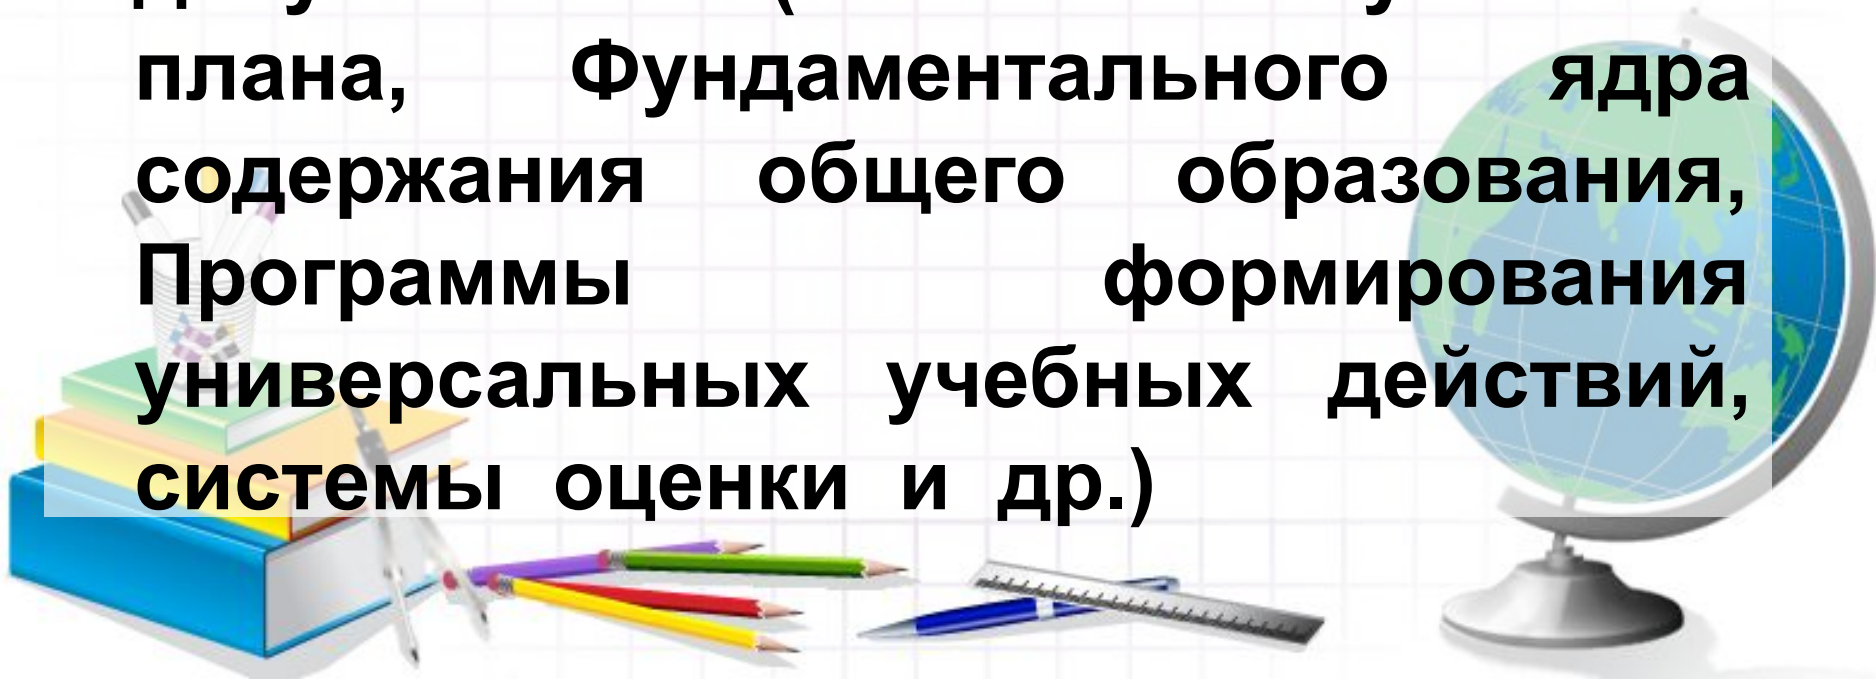 плана, Фундаментального ядра
содержания общего образования,
Программы формирования
универсальных учебных действий,
системы оценки и др.)